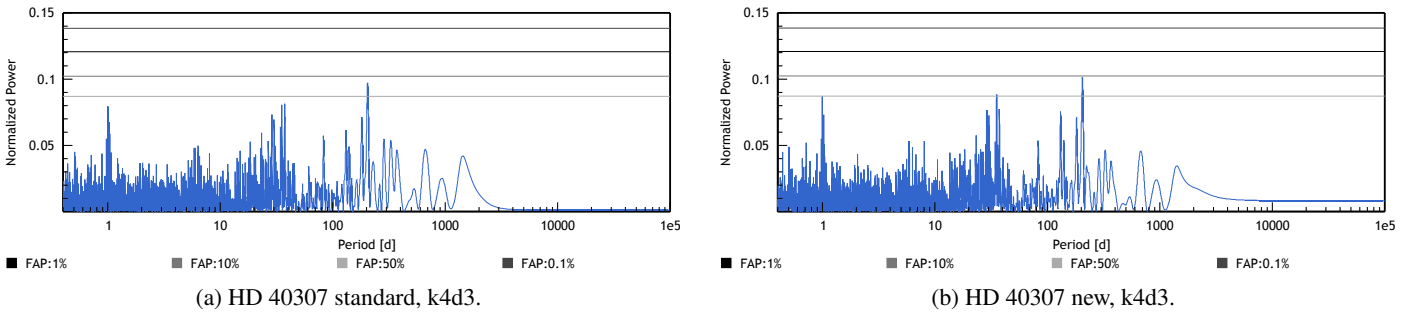 0.15
0.1
0.05
Normalized Power
1
10
100
1000
10000
1e5
Period [d]
FAP:1%
FAP:10%
FAP:50%
FAP:0.1%
(a) HD 40307 standard, k4d3.
0.15
0.1
0.05
Normalized Power
1
10
100
1000
10000
1e5
Period [d]
FAP:1%
FAP:10%
FAP:50%
FAP:0.1%
(b) HD 40307 new, k4d3.